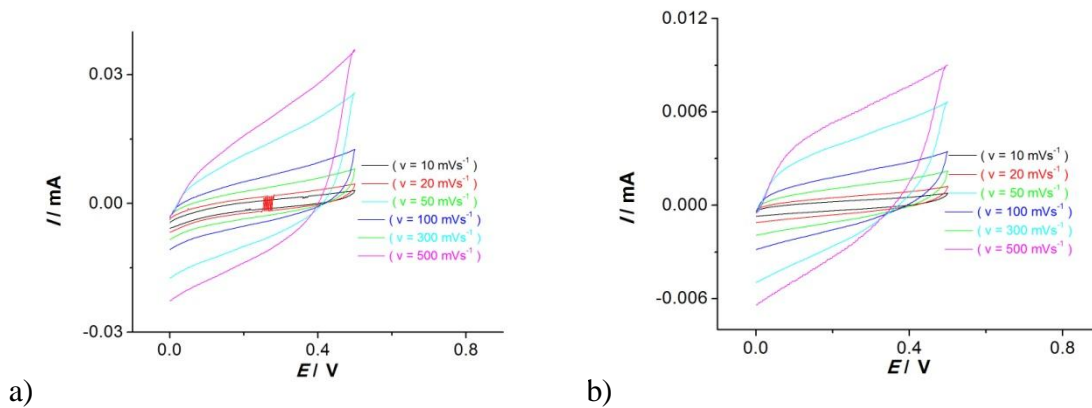 0.03
0.00
-0.03
I// mA
0.0
0.4
0.8
E/ V
( v = 10 mVs⁻¹ )
( v = 20 mVs⁻¹ )
( v = 50 mVs⁻¹ )
( v = 100 mVs⁻¹ )
( v = 300 mVs⁻¹ )
( v = 500 mVs⁻¹ )
a)
0.012
0.006
0.000
-0.006
I// mA
0.0
0.4
0.8
E/ V
( v = 10 mVs⁻¹ )
( v = 20 mVs⁻¹ )
( v = 50 mVs⁻¹ )
( v = 100 mVs⁻¹ )
( v = 300 mVs⁻¹ )
( v = 500 mVs⁻¹ )
b)